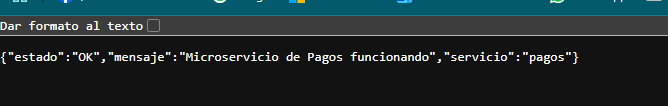 Dar formato al texto
{"estado":"OK","mensaje":"Microservicio de Pagos funcionando","servicio":"pagos"}